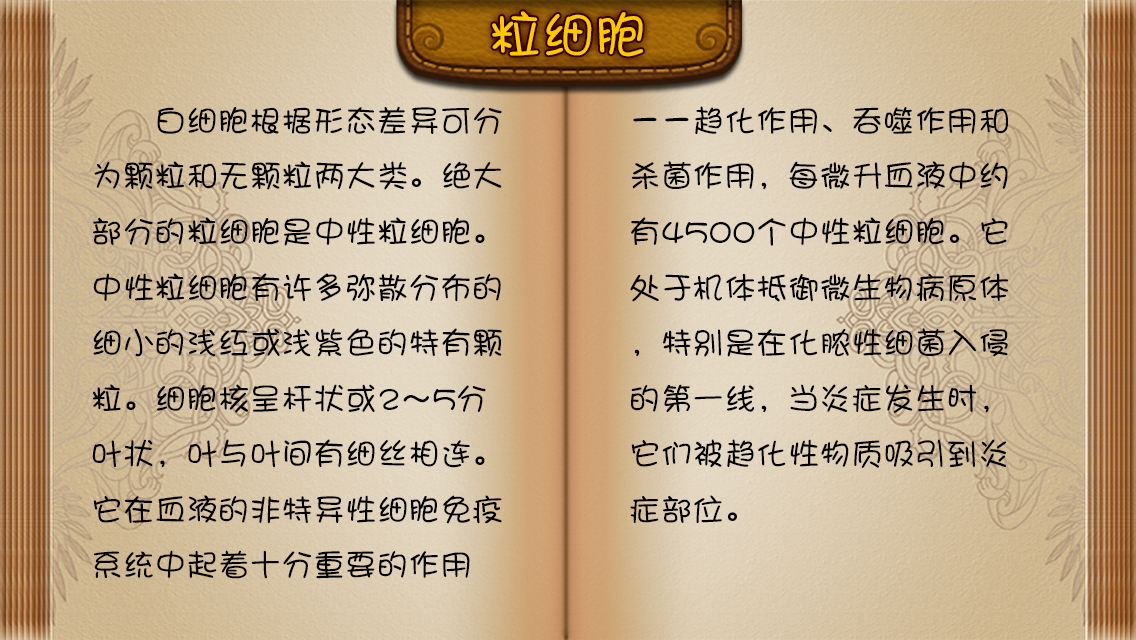 粒细胞
白细胞根据形态差异可分
为颗粒和无颗粒两大类。绝大
部分的粒细胞是中性粒细胞。
中性粒细胞有许多弥散分布的
细小的浅红或浅紫色的特有颗
粒。细胞核呈杆状或2～5分
叶状，叶与叶间有细丝相连。
它在血液的非特异性细胞免疫
系统中起着十分重要的作用
——趋化作用、吞噬作用和
杀菌作用，每微升血液中约
有4500个中性粒细胞。它
处于机体抵御微生物病原体
，特别是在化脓性细菌入侵
的第一线，当炎症发生时，
它们被趋化性物质吸引到炎
症部位。